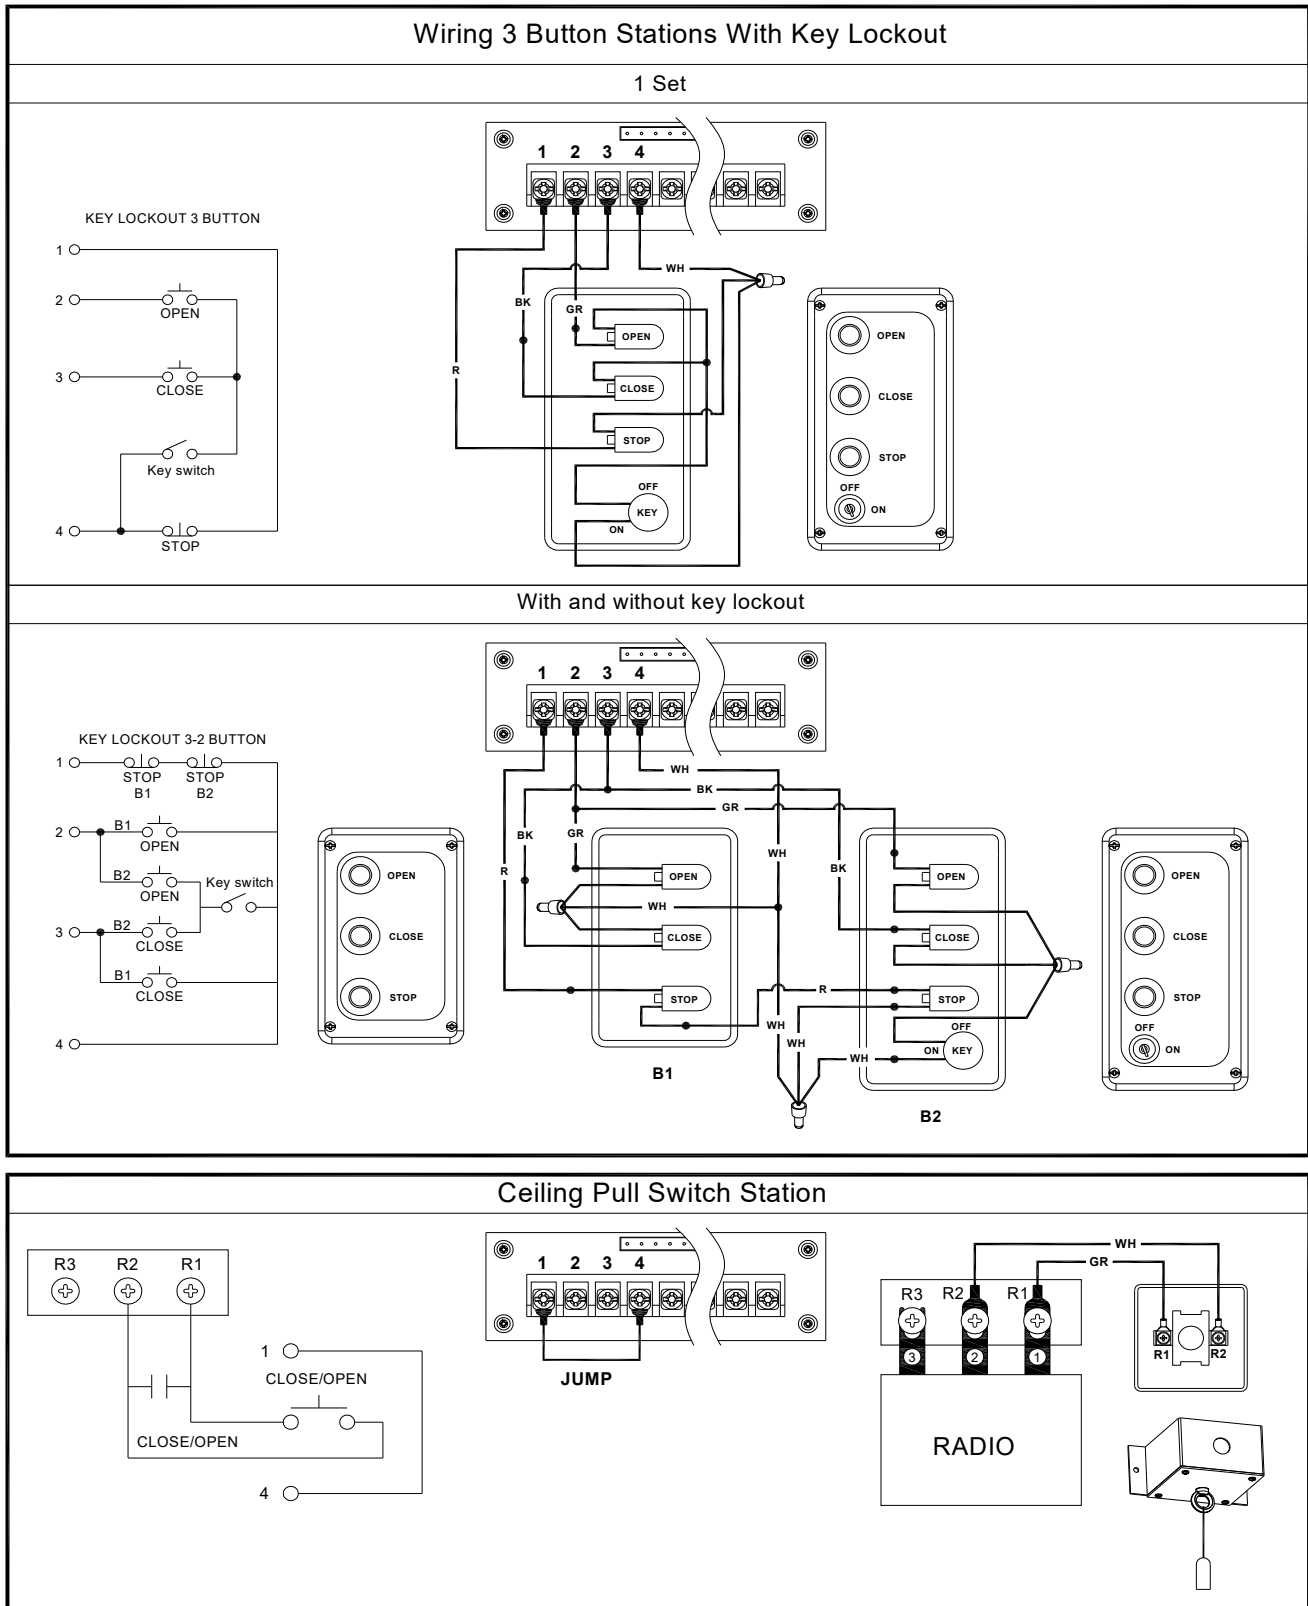 Wiring 3 Button Stations With Key Lockout
1 Set
1 2 3 4
KEY LOCKOUT 3 BUTTON
1
2
OPEN
3
CLOSE
Key switch
4
STOP
WH
BK
GR
R
OPEN
CLOSE
STOP
OFF
KEY
ON
OPEN
CLOSE
STOP
OFF
ON
With and without key lockout
1 2 3 4
KEY LOCKOUT 3-2 BUTTON
1
STOP STOP
B1 B2
2 B1
OPEN
B2 Key switch
OPEN
3 B2
CLOSE
B1
CLOSE
4
OPEN
CLOSE
STOP
WH
BK
GR
BK
GR
R
WH
BK
OPEN
WH
CLOSE
STOP
B1
R
WH
WH
WH
OPEN
CLOSE
STOP
OFF
ON KEY
B2
OPEN
CLOSE
STOP
OFF
ON
Ceiling Pull Switch Station
R3 R2 R1
1
CLOSE/OPEN
CLOSE/OPEN
4
1 2 3 4
JUMP
WH
GR
R3 R2 R1
3 2 1
RADIO
R1 R2